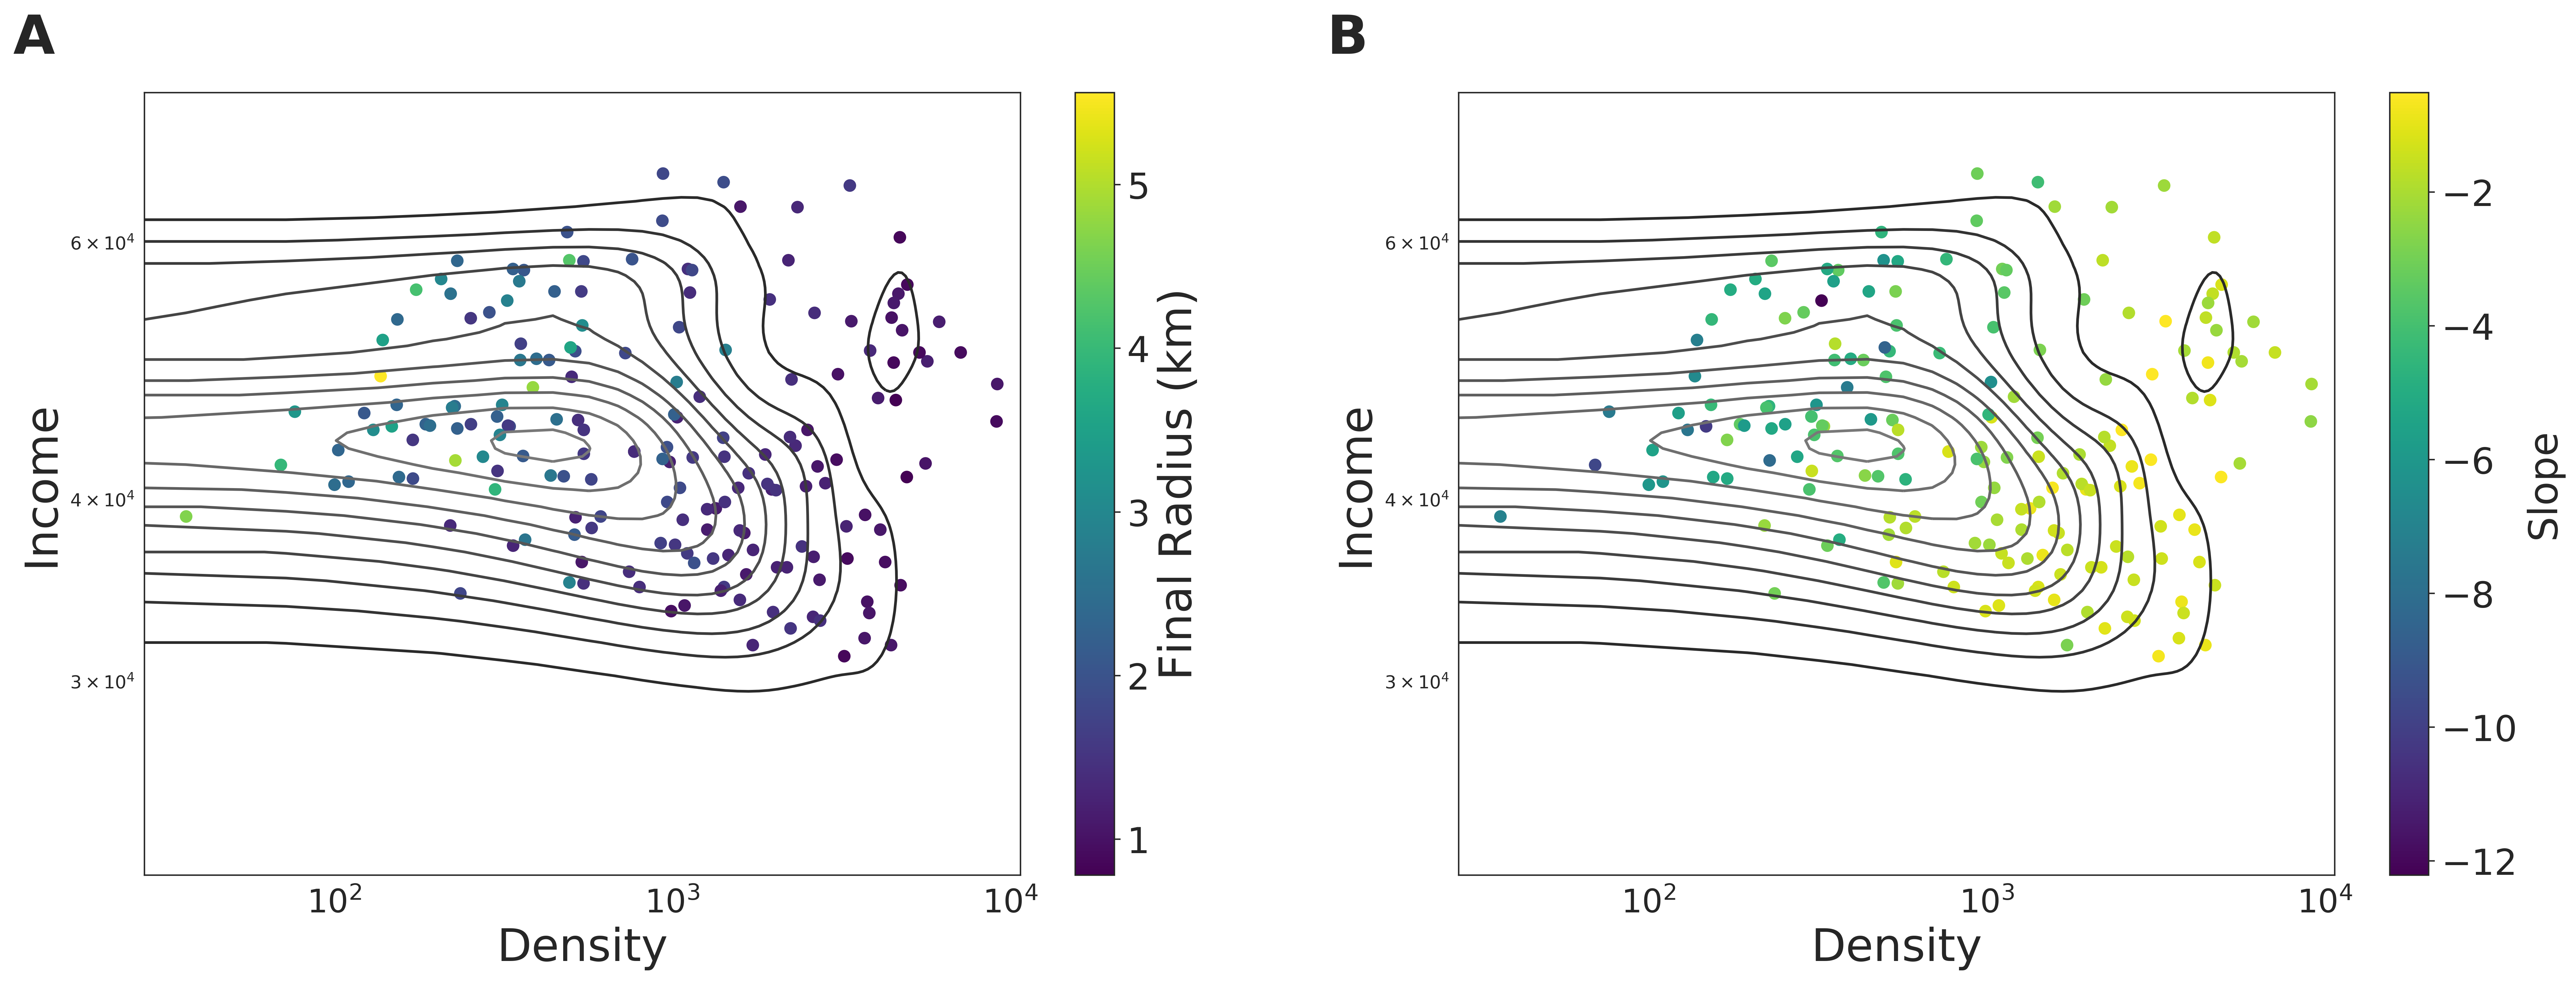 A
Income
6 × 10⁴
4 × 10⁴
3 × 10⁴
10²
10³
10⁴
Density
5
4
3
2
1
Final Radius (km)
B
Income
6 × 10⁴
4 × 10⁴
3 × 10⁴
10²
10³
10⁴
Density
−2
−4
−6
−8
−10
−12
Slope